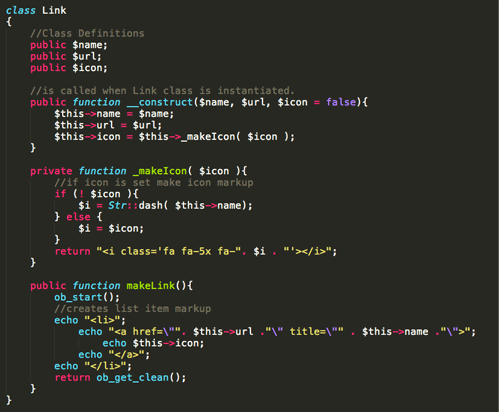 class Link
{
    //Class Definitions
    public $name;
    public $url;
    public $icon;

    //is called when Link class is instantiated.
    public function __construct($name, $url, $icon = false){
        $this->name = $name;
        $this->url = $url;
        $this->icon = $this->_makeIcon( $icon );
    }

    private function _makeIcon( $icon ){
        //if icon is set make icon markup
        if (! $icon ){
            $i = Str::dash( $this->name);
        } else {
            $i = $icon;
        }
        return "<i class='fa fa-5x fa-". $i . "'></i>";
    }

    public function makeLink(){
        ob_start();
        //creates list item markup
        echo "<li>";
            echo "<a href=\"". $this->url ."\" title=\"" . $this->name ."\">";
                echo $this->icon;
            echo "</a>";
        echo "</li>";
        return ob_get_clean();
    }
}